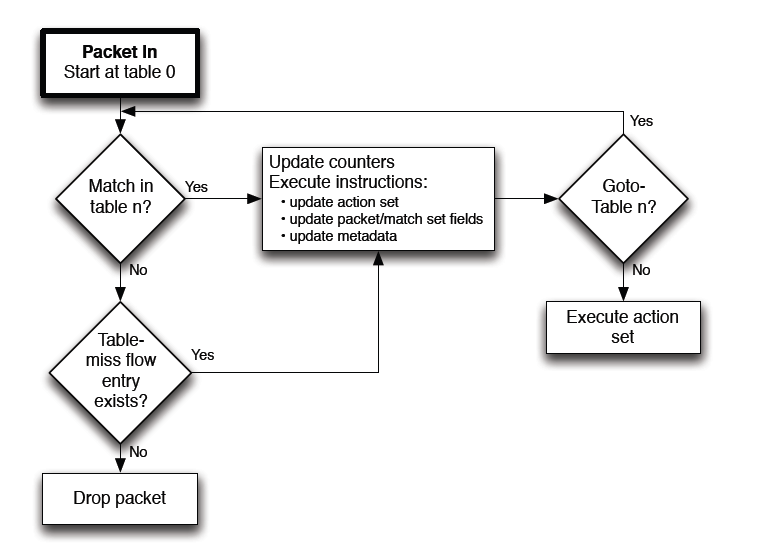 Packet In
Start at table 0
Yes
Match in
table n?
Yes
Update counters
Execute instructions:
• update action set
• update packet/match set fields
• update metadata
Goto-
Table n?
No
No
Execute action
set
Table-
miss flow
entry
exists?
Yes
No
Drop packet